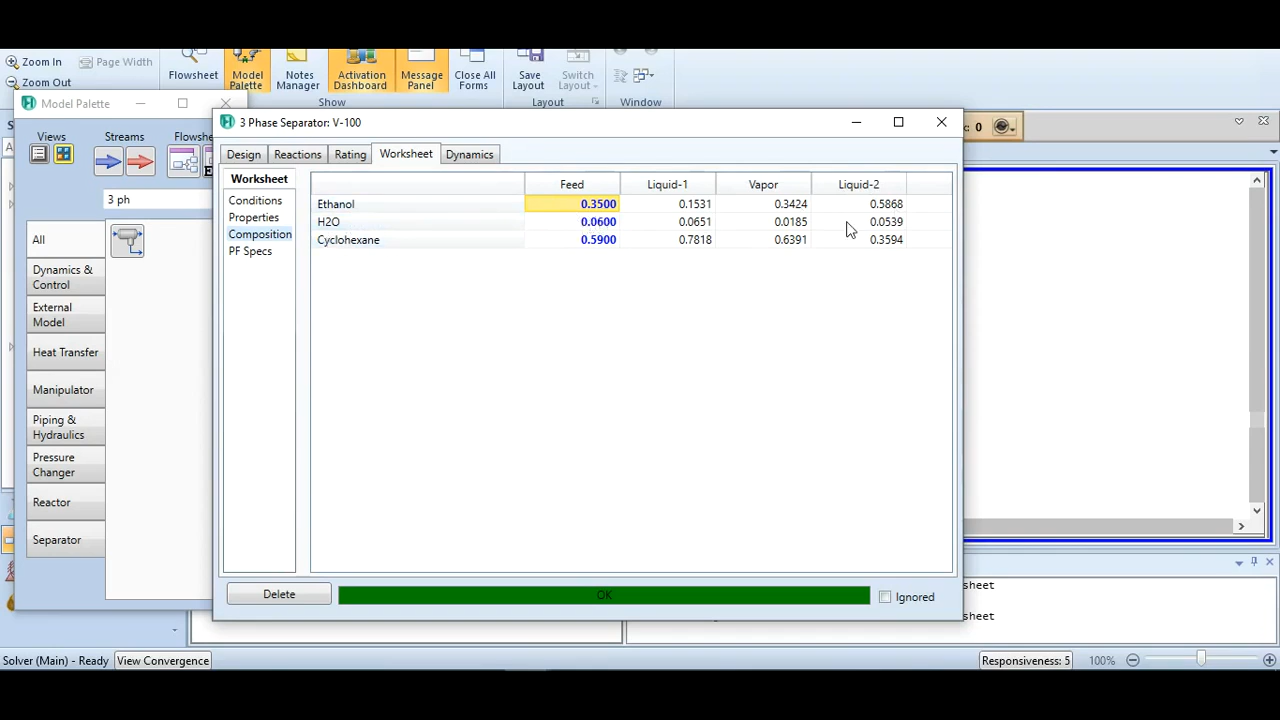 Zoom In
Page Width
Zoom Out
Flowsheet
Model Palette
Notes Manager
Activation Dashboard
Message Panel
Close All Forms
Save Layout
Switch Layout
Show
Layout
Window
Model Palette
Views
Streams
Flowshe
3 ph
All
Dynamics & Control
External Model
Heat Transfer
Manipulator
Piping & Hydraulics
Pressure Changer
Reactor
Separator
3 Phase Separator: V-100
c: 0
Design
Reactions
Rating
Worksheet
Dynamics
Worksheet
Conditions
Properties
Composition
PF Specs
Feed Liquid-1 Vapor Liquid-2
Ethanol 0.3500 0.1531 0.3424 0.5868
H2O 0.0600 0.0651 0.0185 0.0539
Cyclohexane 0.5900 0.7818 0.6391 0.3594
Delete
OK
Ignored
sheet
sheet
Solver (Main) - Ready
View Convergence
Responsiveness: 5
100%